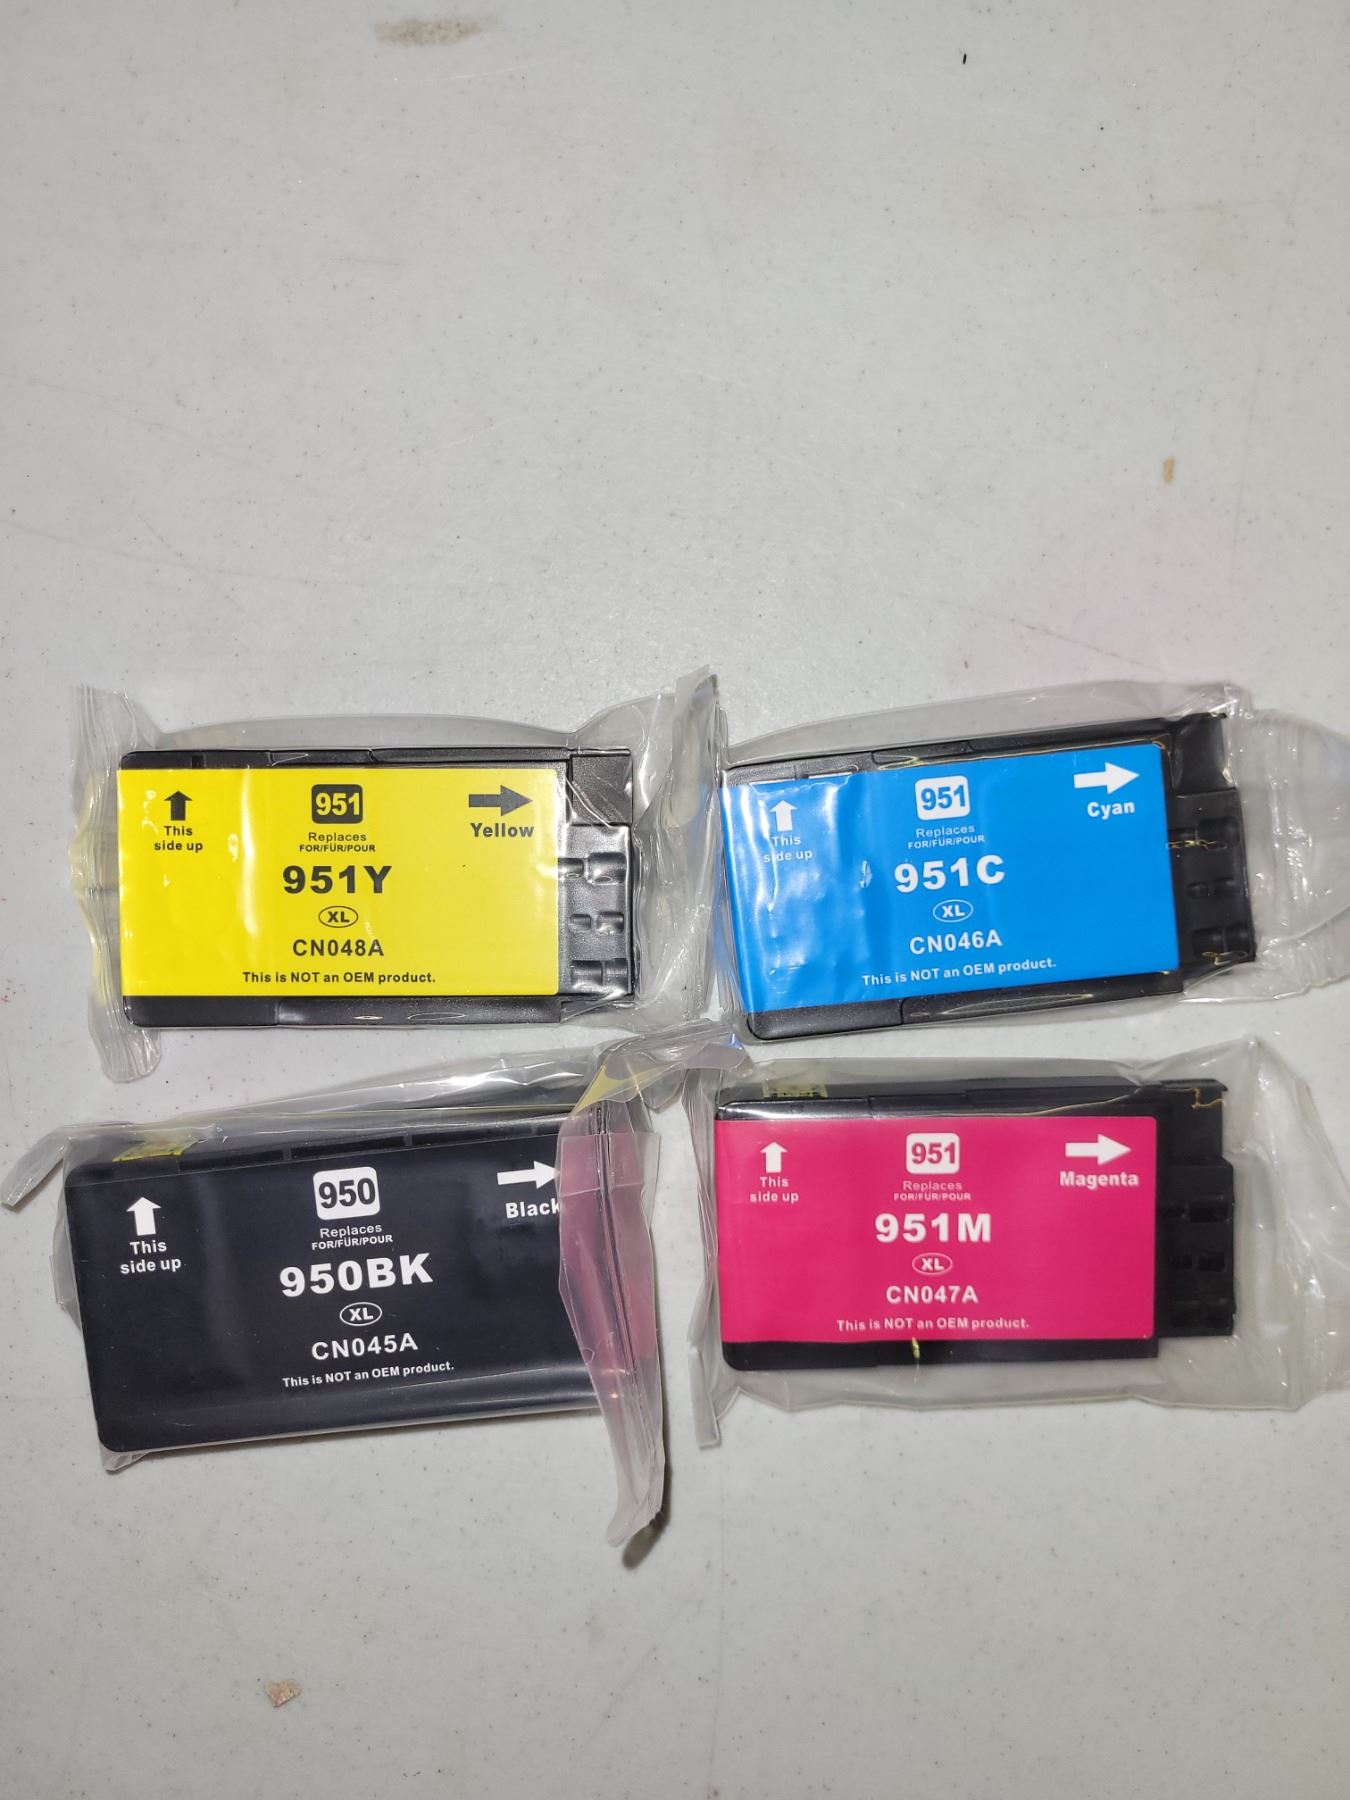 This
side up
951
Yellow
Replaces
FOR/FÜR/POUR
951Y
XL
CN048A
This is NOT an OEM product.
This
side up
951
Cyan
Replaces
FOR/FÜR/POUR
951C
XL
CN046A
This is NOT an OEM product.
This
side up
950
Black
Replaces
FOR/FÜR/POUR
950BK
XL
CN045A
This is NOT an OEM product.
This
side up
951
Magenta
Replaces
FOR/FÜR/POUR
951M
XL
CN047A
This is NOT an OEM product.